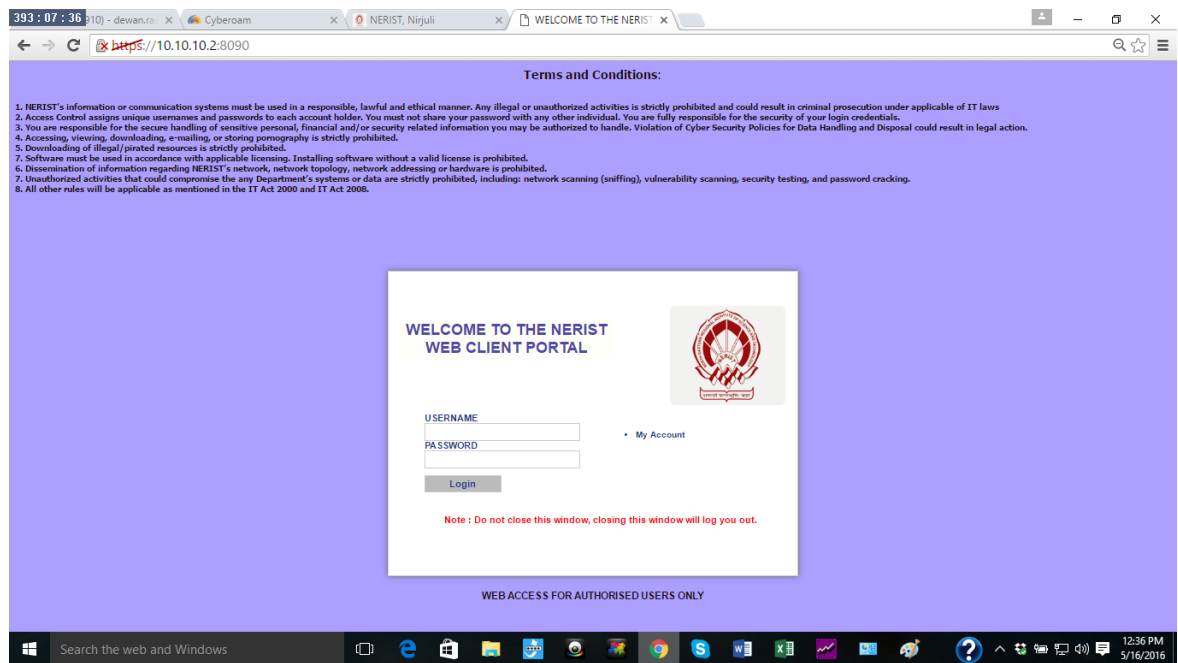 393 : 07 : 36 910) - dewan.ra
Cyberoam
NERIST, Nirjuli
WELCOME TO THE NERIST
https://10.10.10.2:8090
Terms and Conditions:
1. NERIST's information or communication systems must be used in a responsible, lawful and ethical manner. Any illegal or unauthorized activities is strictly prohibited and could result in criminal prosecution under applicable of IT laws
2. Access Control assigns unique usernames and passwords to each account holder. You must not share your password with any other individual. You are fully responsible for the security of your login credentials.
3. You are responsible for the secure handling of sensitive personal, financial and/or security related information you may be authorized to handle. Violation of Cyber Security Policies for Data Handling and Disposal could result in legal action.
4. Accessing, viewing, downloading, e-mailing, or storing pornography is strictly prohibited.
5. Downloading of illegal/pirated resources is strictly prohibited.
7. Software must be used in accordance with applicable licensing. Installing software without a valid license is prohibited.
6. Dissemination of information regarding NERIST's network, network topology, network addressing or hardware is prohibited.
7. Unauthorized activities that could compromise the any Department's systems or data are strictly prohibited, including: network scanning (sniffing), vulnerability scanning, security testing, and password cracking.
8. All other rules will be applicable as mentioned in the IT Act 2000 and IT Act 2008.
WELCOME TO THE NERIST
WEB CLIENT PORTAL
NERIST
USERNAME
• My Account
PASSWORD
Login
Note : Do not close this window, closing this window will log you out.
WEB ACCESS FOR AUTHORISED USERS ONLY
Search the web and Windows
12:36 PM
5/16/2016